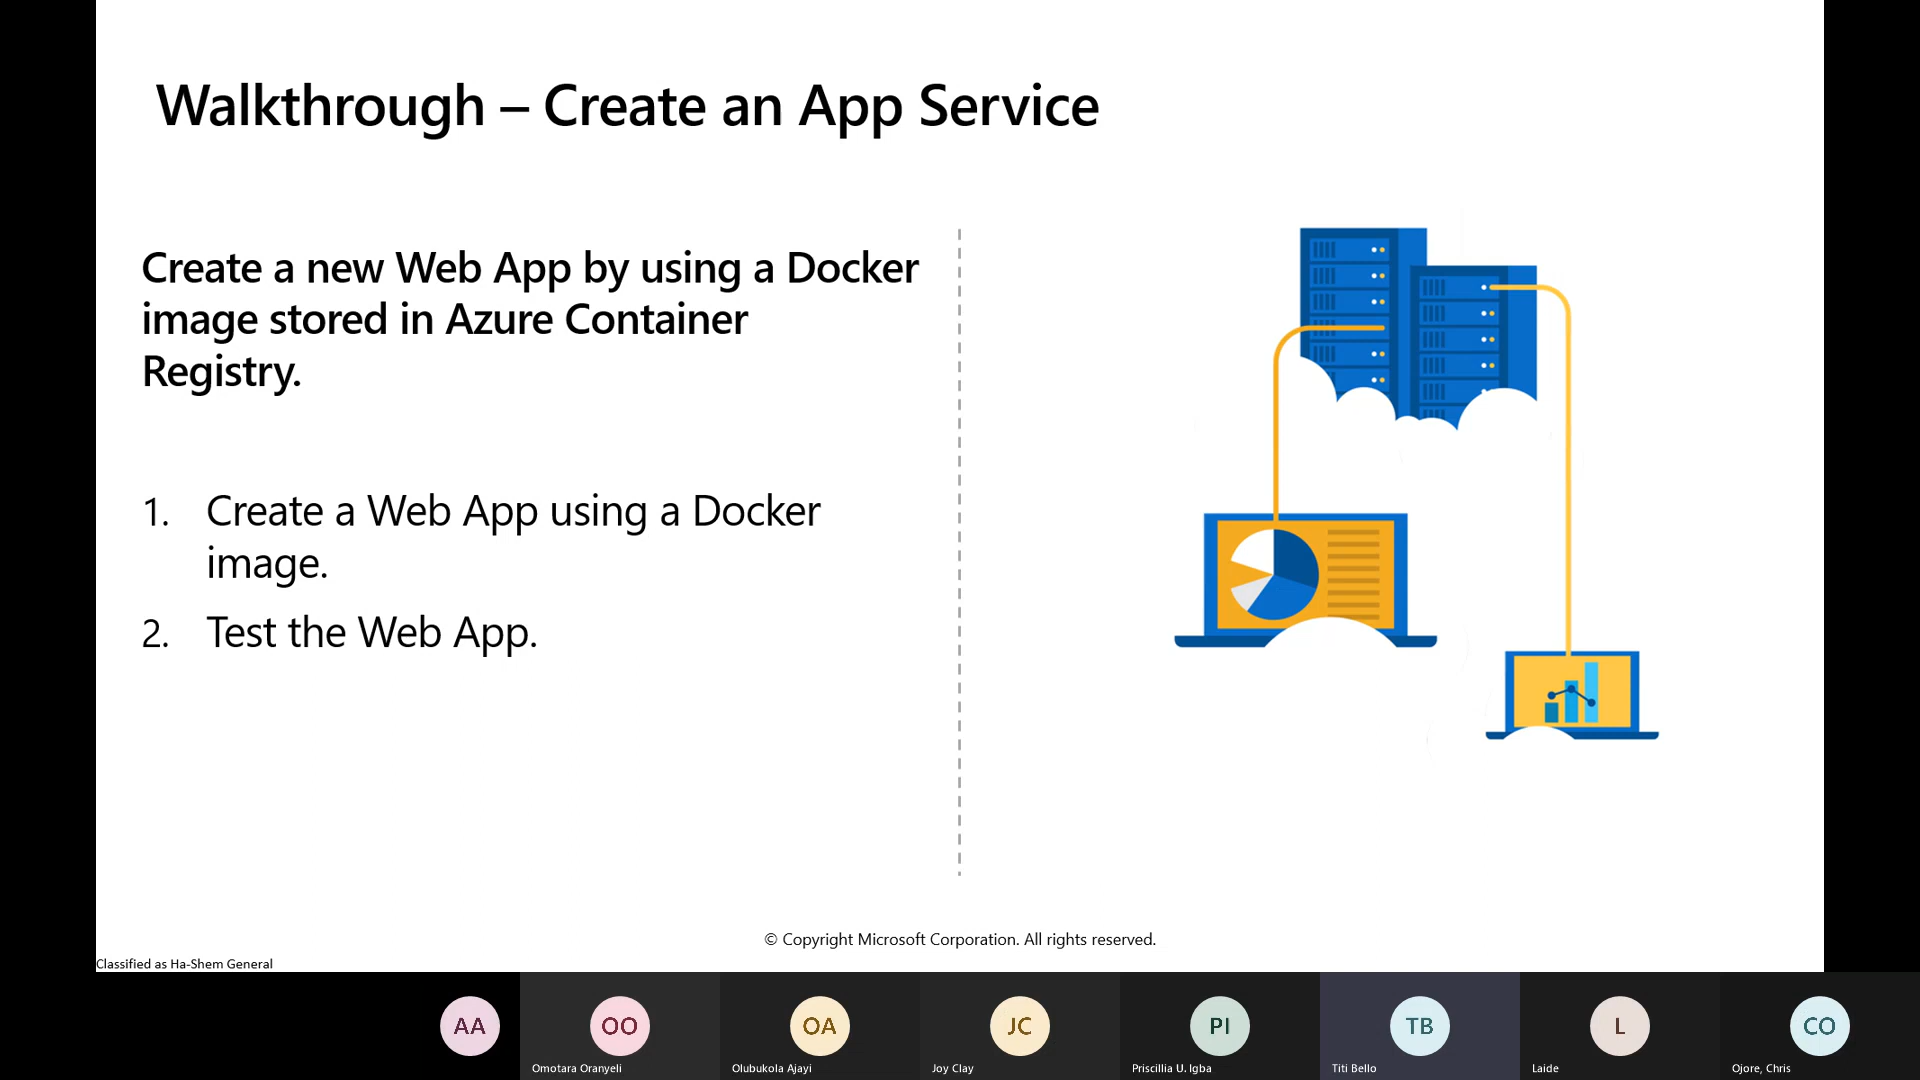 Walkthrough – Create an App Service
Create a new Web App by using a Docker
image stored in Azure Container
Registry.
1. Create a Web App using a Docker
image.
2. Test the Web App.
© Copyright Microsoft Corporation. All rights reserved.
Classified as Ha-Shem General
AA
OO
OA
JC
PI
TB
L
CO
Omotara Oranyeli
Olubukola Ajayi
Joy Clay
Priscillia U. Igba
Titi Bello
Laide
Ojore, Chris